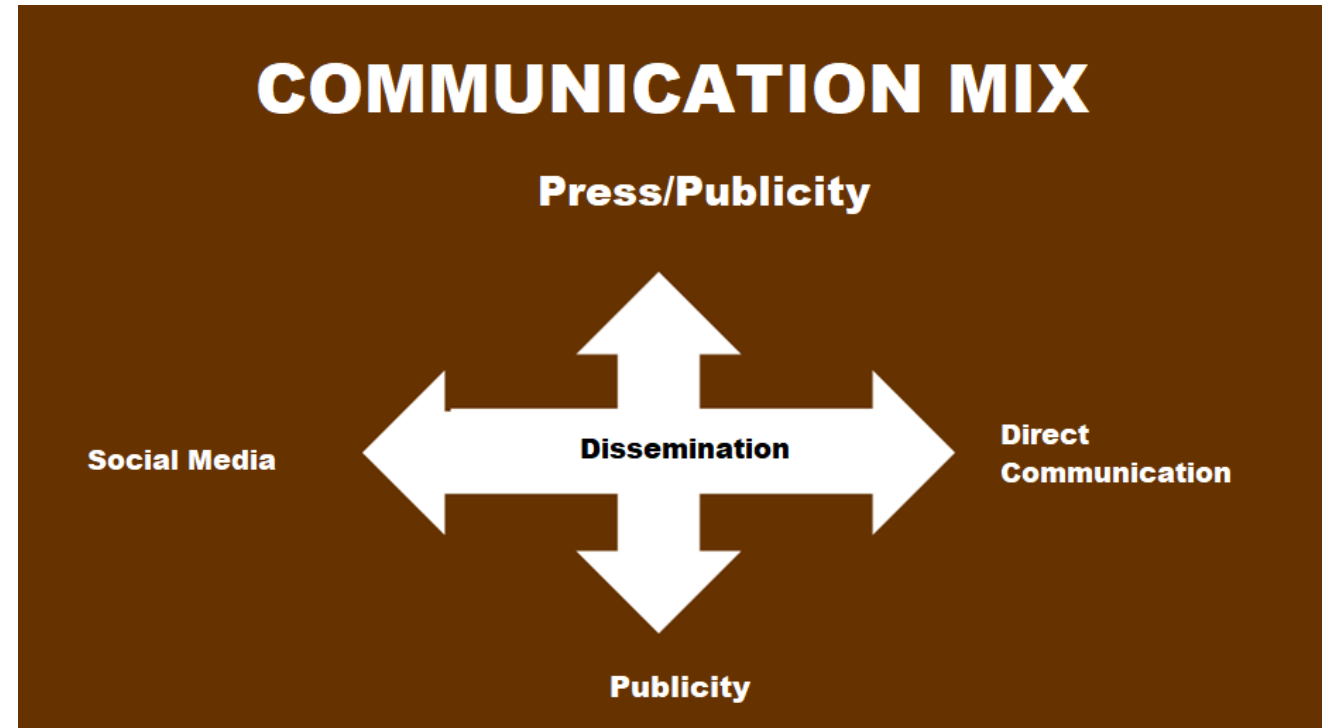 COMMUNICATION MIX
Press/Publicity
Dissemination
Social Media
Direct
Communication
Publicity